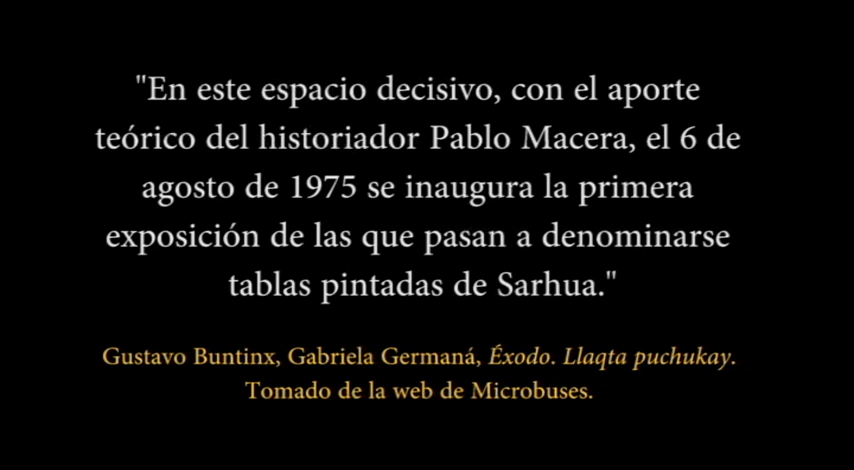 "En este espacio decisivo, con el aporte
teórico del historiador Pablo Macera, el 6 de
agosto de 1975 se inaugura la primera
exposición de las que pasan a denominarse
tablas pintadas de Sarhua."
Gustavo Buntinx, Gabriela Germaná, Éxodo. Llaqta puchukay.
Tomado de la web de Microbuses.